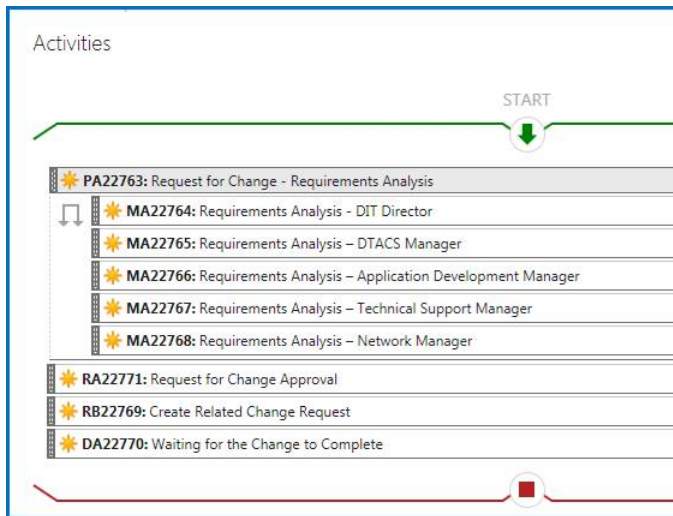 Activities
START
PA22763: Request for Change - Requirements Analysis
MA22764: Requirements Analysis - DIT Director
MA22765: Requirements Analysis – DTACS Manager
MA22766: Requirements Analysis – Application Development Manager
MA22767: Requirements Analysis – Technical Support Manager
MA22768: Requirements Analysis – Network Manager
RA22771: Request for Change Approval
RB22769: Create Related Change Request
DA22770: Waiting for the Change to Complete